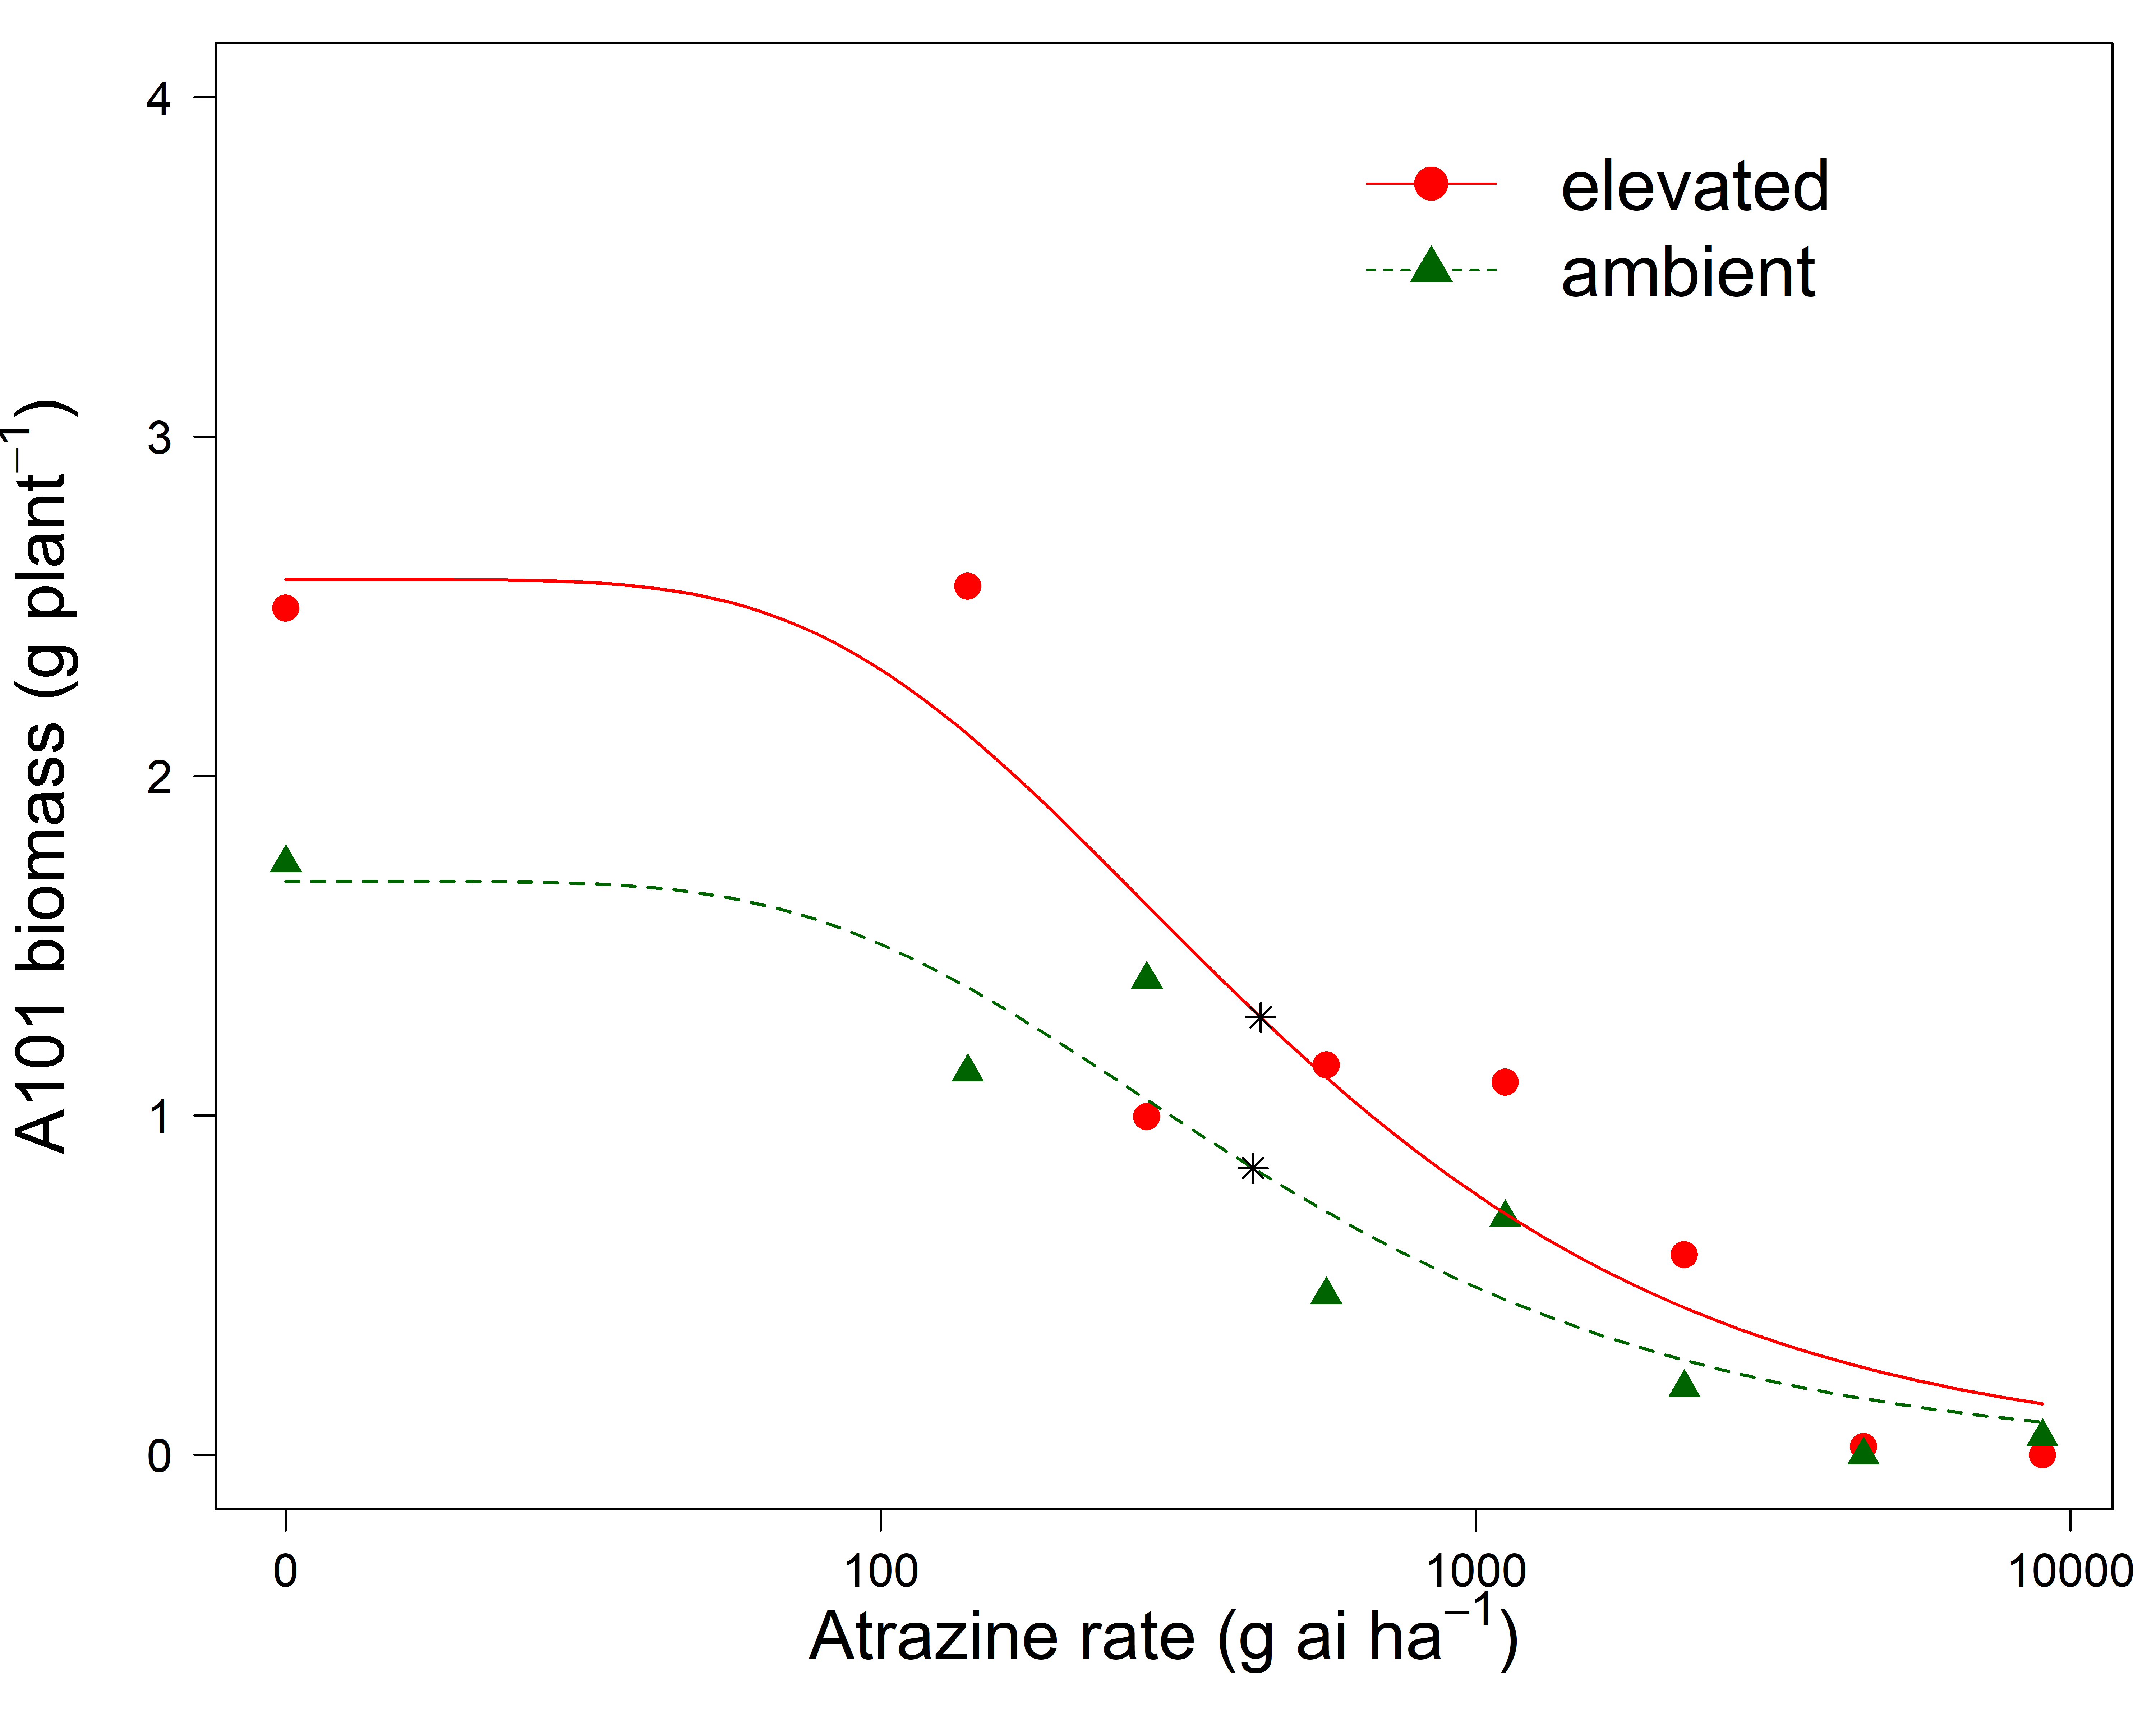 elevated
ambient
A101 biomass (g plant⁻¹)
4
3
2
1
0
0 100 1000 10000
Atrazine rate (g ai ha⁻¹)